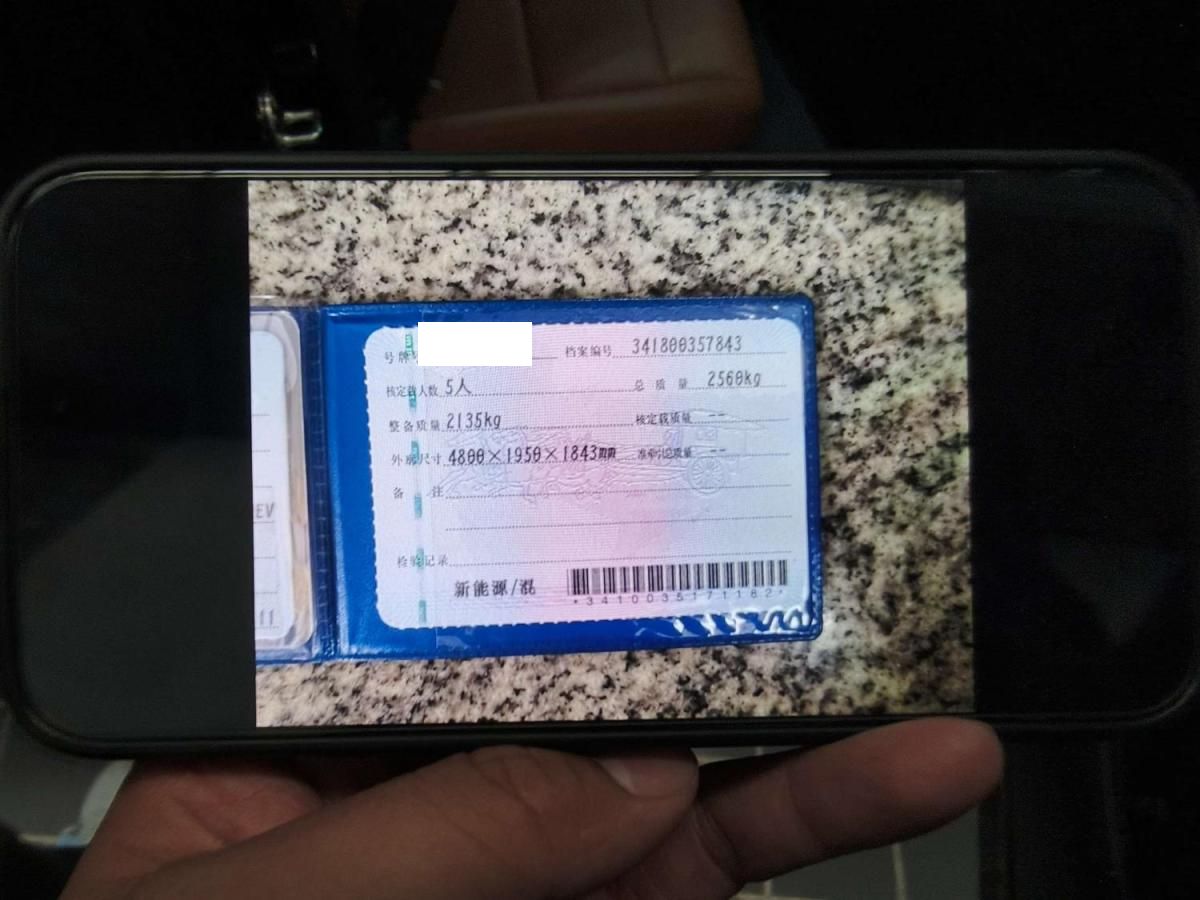 号牌
档案编号 341800357843
核定载人数 5人 总质量 2560kg
整备质量 2135kg 核定载质量 --
外廓尺寸 4800×1950×1843mm 准牵引总质量 --
备注
检验记录
新能源/混
*3410035171182*
EV
11